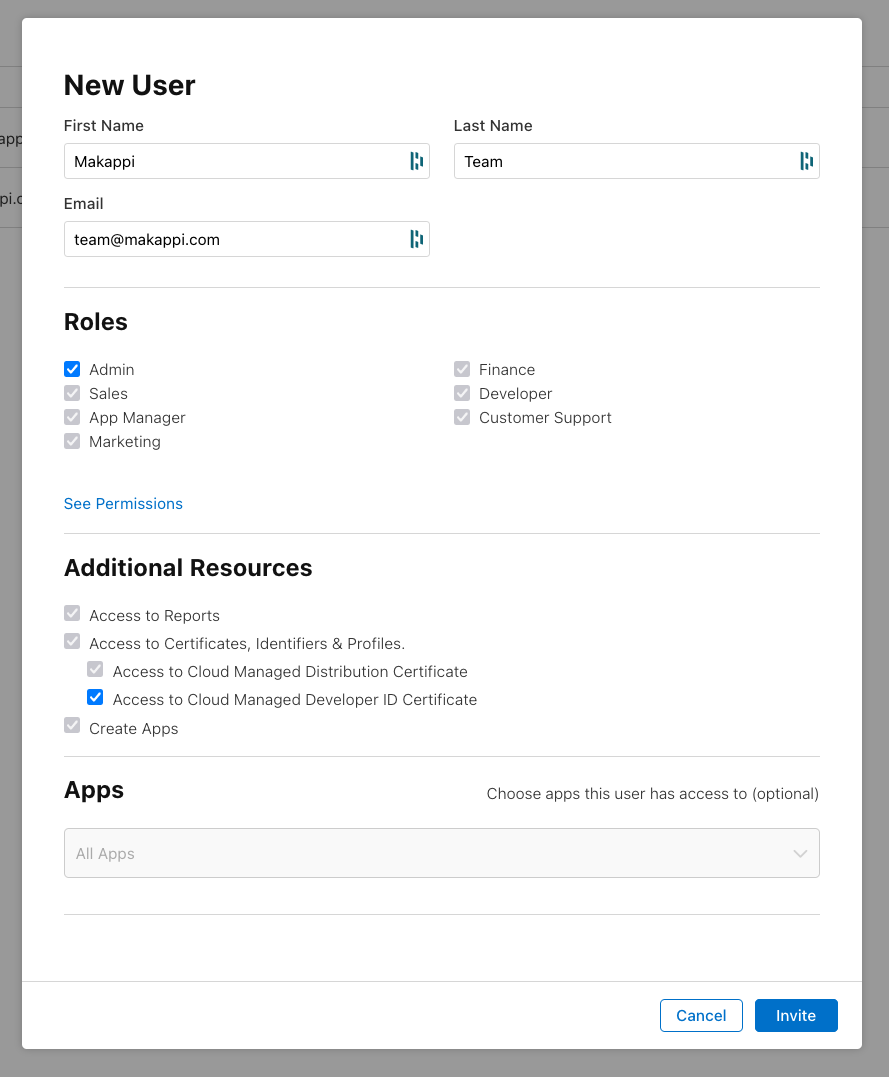 New User
First Name
Last Name
Makappi
Team
Email
team@makappi.com
Roles
Admin
Finance
Sales
Developer
App Manager
Customer Support
Marketing
See Permissions
Additional Resources
Access to Reports
Access to Certificates, Identifiers & Profiles.
Access to Cloud Managed Distribution Certificate
Access to Cloud Managed Developer ID Certificate
Create Apps
Apps
Choose apps this user has access to (optional)
All Apps
Cancel
Invite